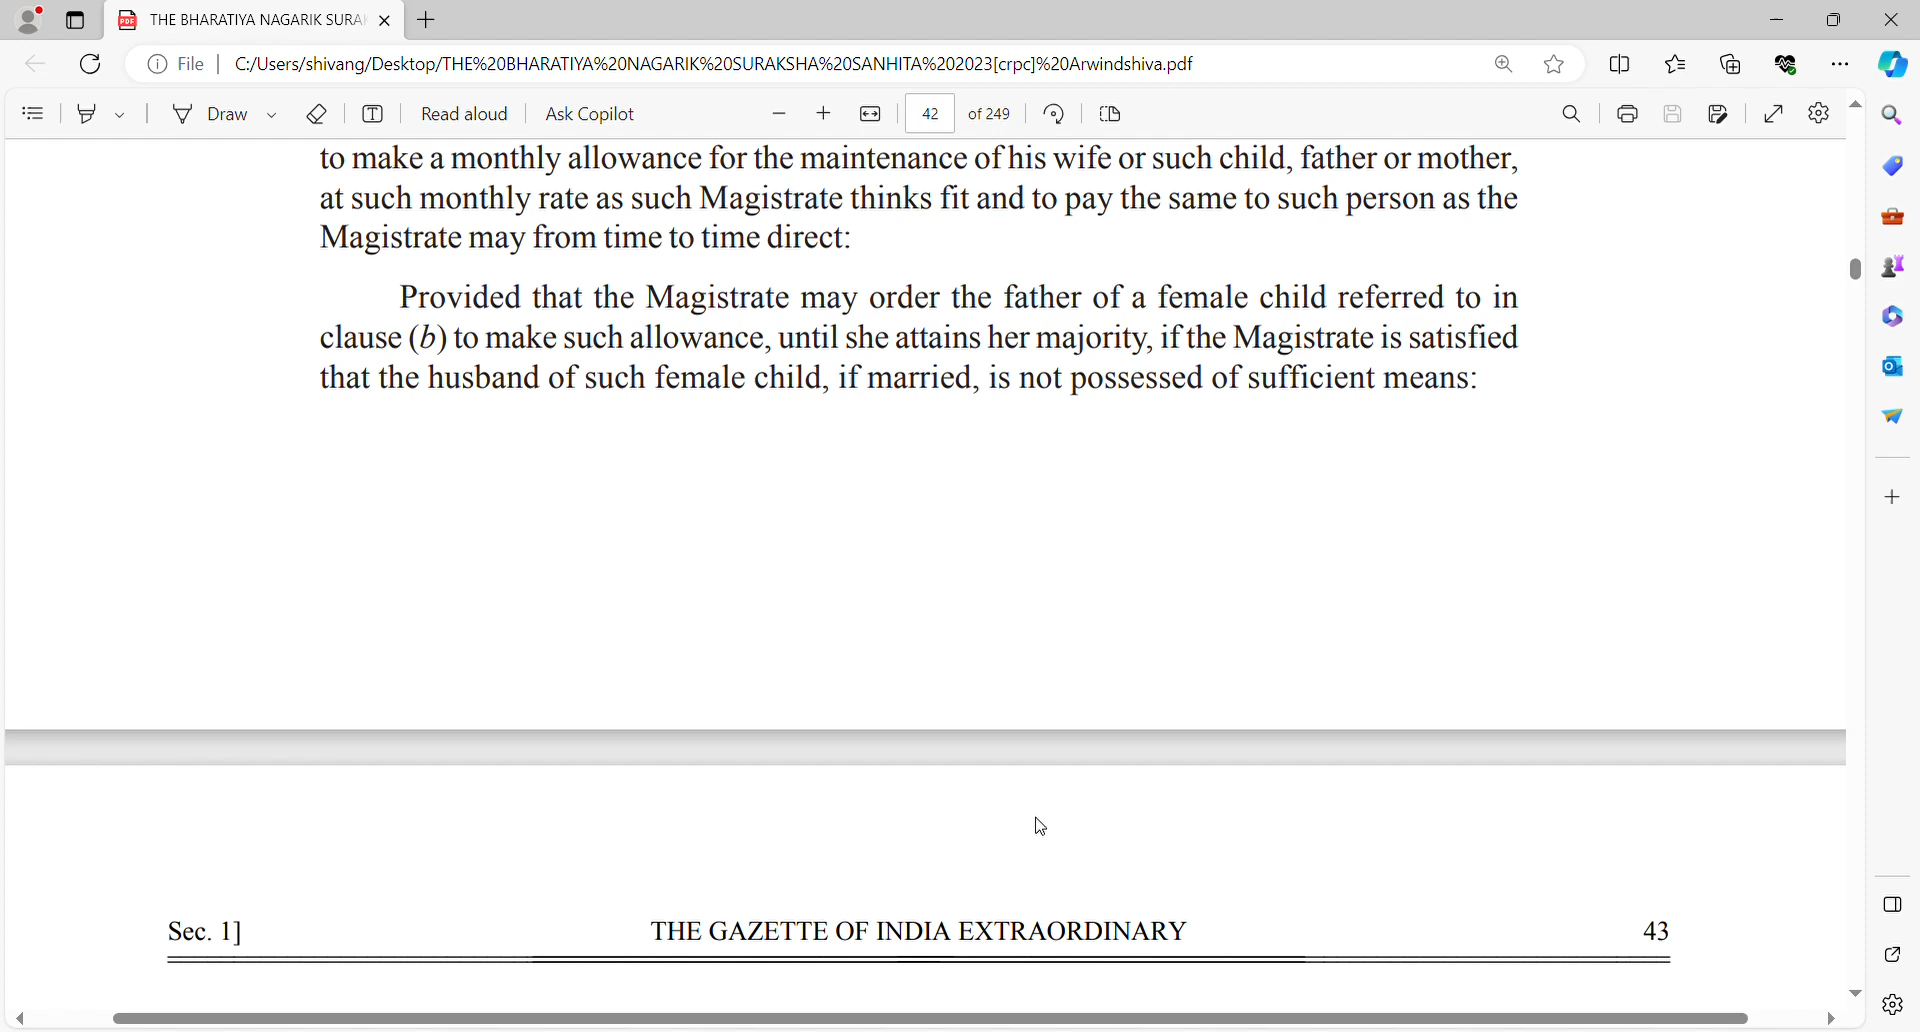 THE BHARATIYA NAGARIK SURA
File
C:/Users/shivang/Desktop/THE%20BHARATIYA%20NAGARIK%20SURAKSHA%20SANHITA%202023[crpc]%20Arwindshiva.pdf
Draw
Read aloud
Ask Copilot
42 of 249
to make a monthly allowance for the maintenance of his wife or such child, father or mother,
at such monthly rate as such Magistrate thinks fit and to pay the same to such person as the
Magistrate may from time to time direct:
Provided that the Magistrate may order the father of a female child referred to in
clause (b) to make such allowance, until she attains her majority, if the Magistrate is satisfied
that the husband of such female child, if married, is not possessed of sufficient means:
Sec. 1] THE GAZETTE OF INDIA EXTRAORDINARY 43